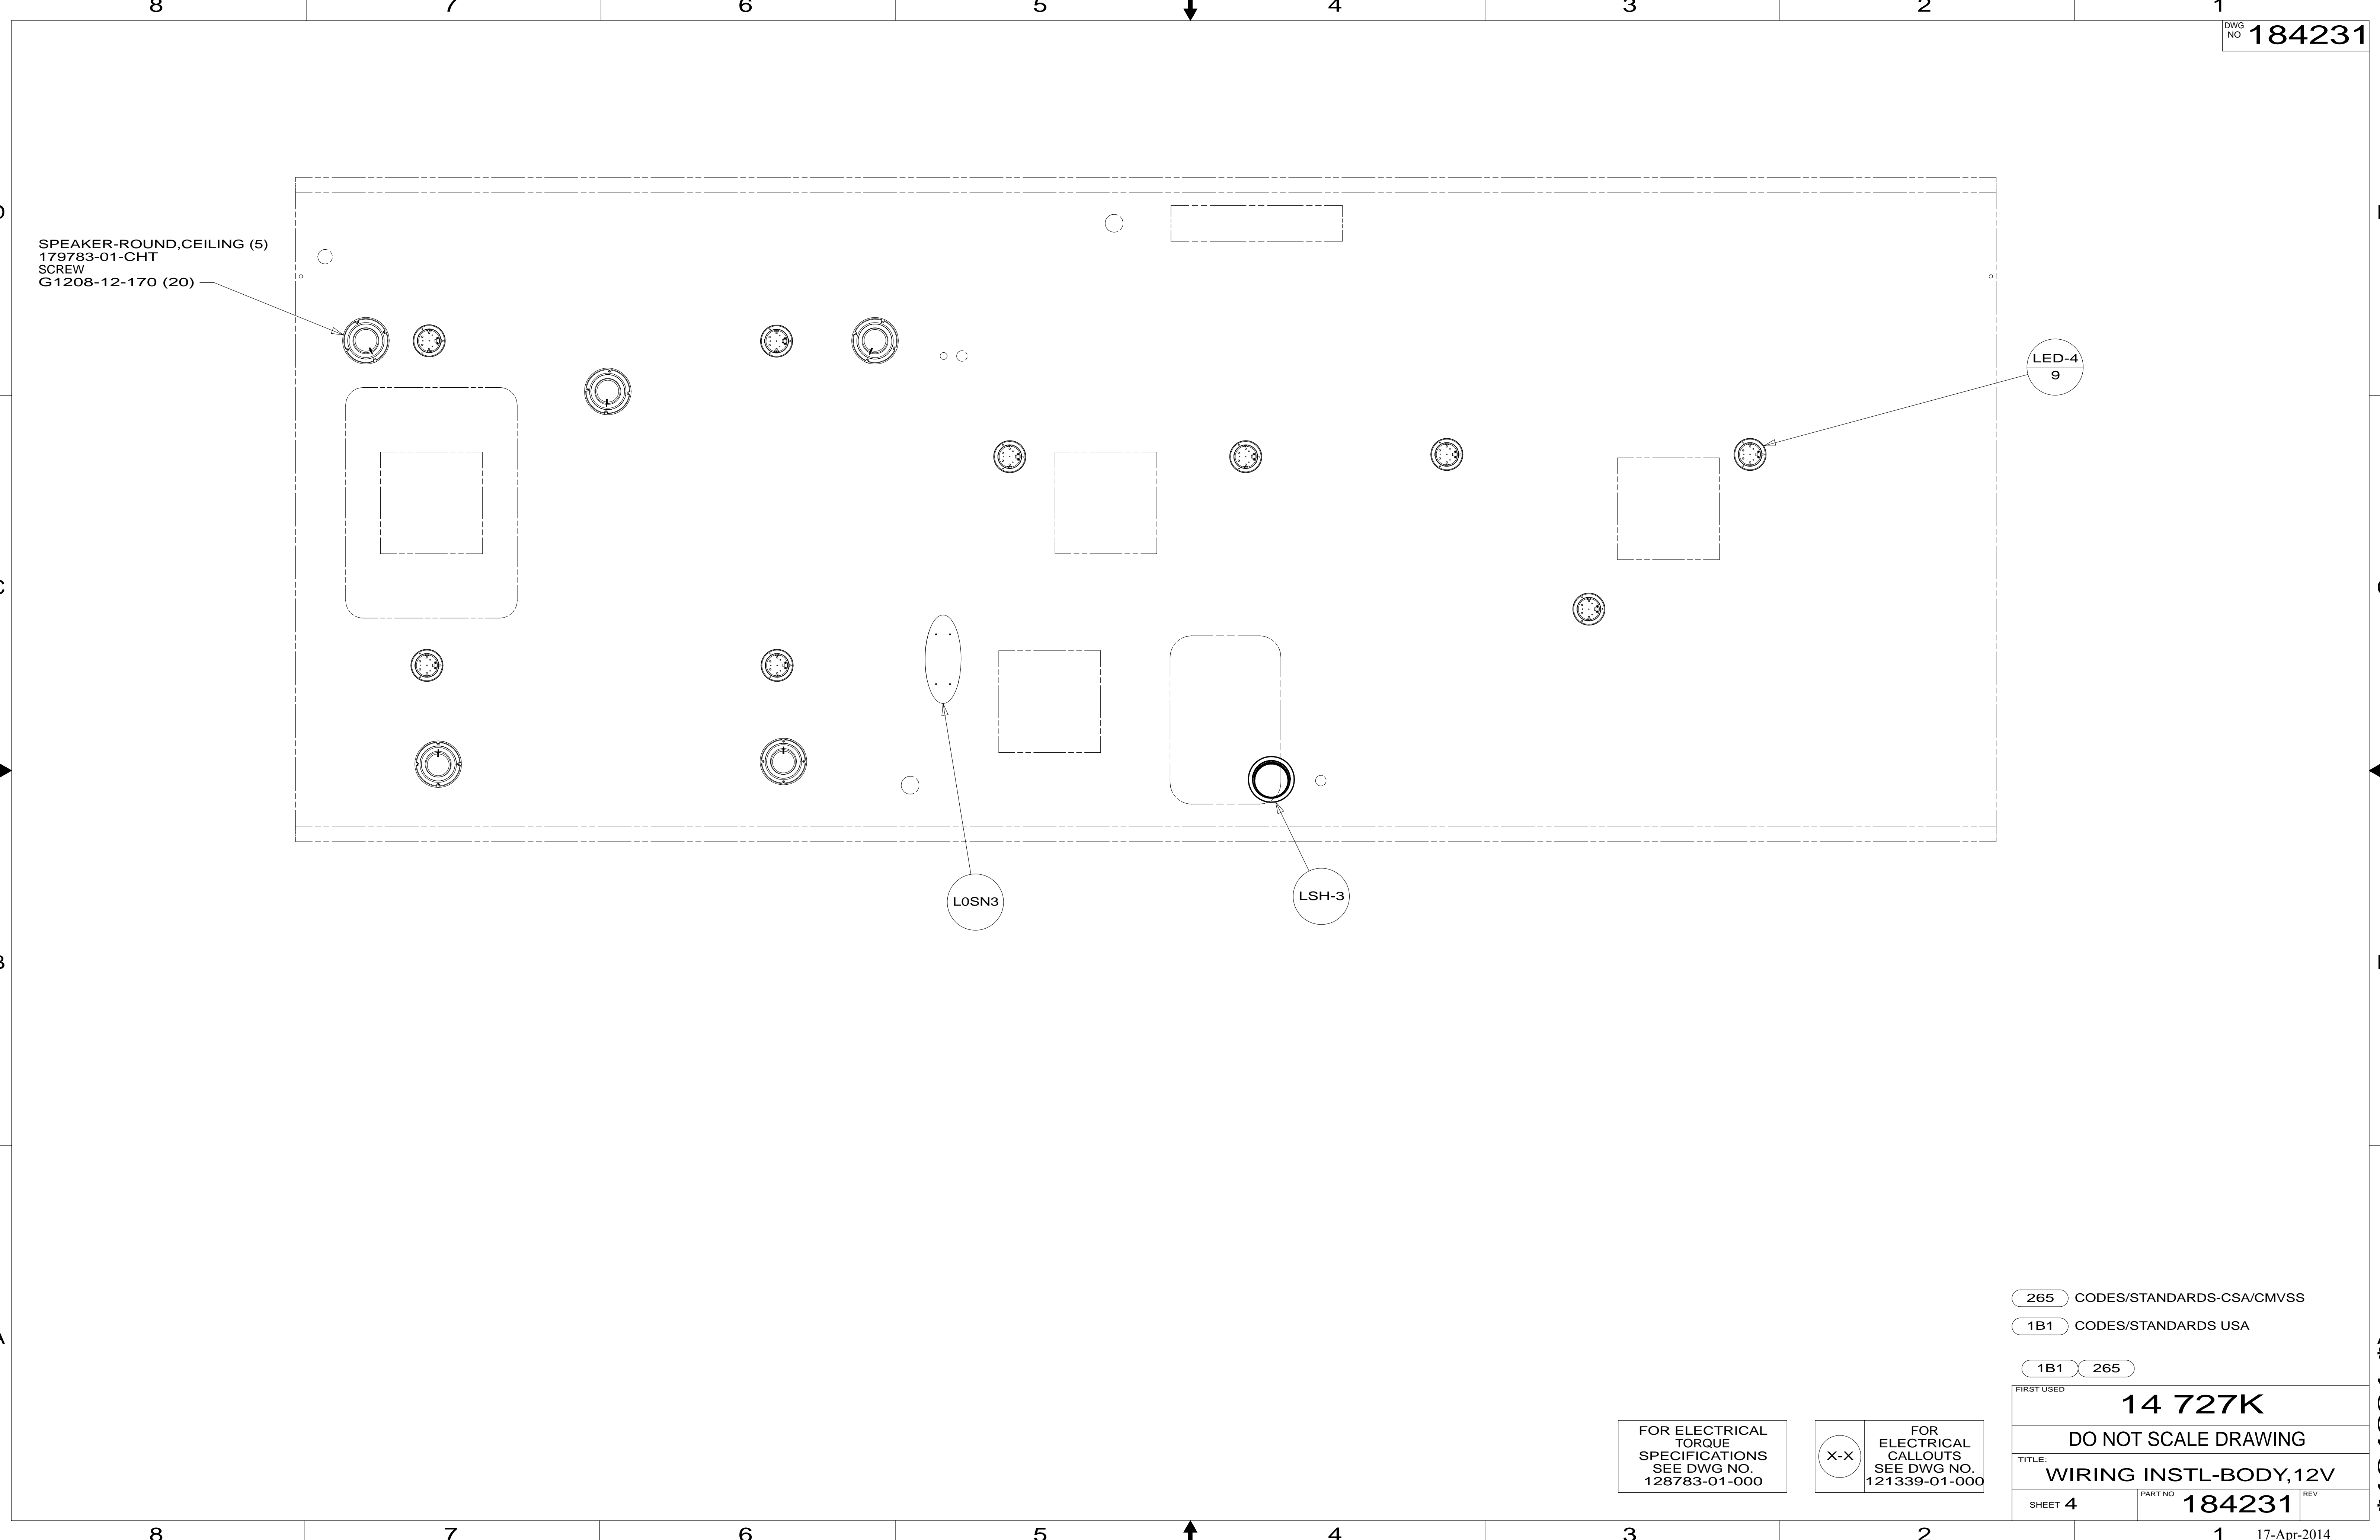 8 7 6 5 4 3 2 1
DWG
NO 184231
SPEAKER-ROUND,CEILING (5)
179783-01-CHT
SCREW
G1208-12-170 (20)
LED-4
9
C
L0SN3
LSH-3
265 CODES/STANDARDS-CSA/CMVSS
1B1 CODES/STANDARDS USA
1B1 265
FIRST USED
14 727K
DO NOT SCALE DRAWING
TITLE:
WIRING INSTL-BODY,12V
SHEET 4
PART NO 184231
REV
FOR ELECTRICAL
TORQUE
SPECIFICATIONS
SEE DWG NO.
128783-01-000
X-X
FOR
ELECTRICAL
CALLOUTS
SEE DWG NO.
121339-01-000
8 7 6 5 4 3 2 1
17-Apr-2014